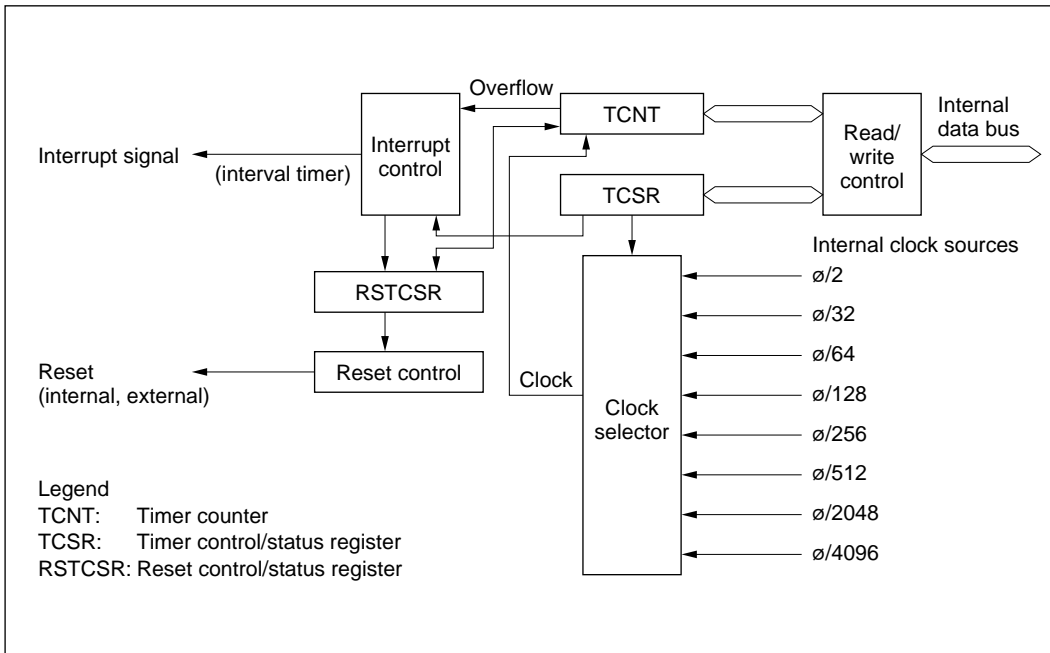 Overflow
TCNT
Interrupt
control
Read/
write
control
Internal
data bus
Interrupt signal
(interval timer)
TCSR
Internal clock sources
RSTCSR
Reset control
Reset
(internal, external)
Clock
Clock
selector
ø/2
ø/32
ø/64
ø/128
ø/256
ø/512
ø/2048
ø/4096
Legend
TCNT: Timer counter
TCSR: Timer control/status register
RSTCSR: Reset control/status register